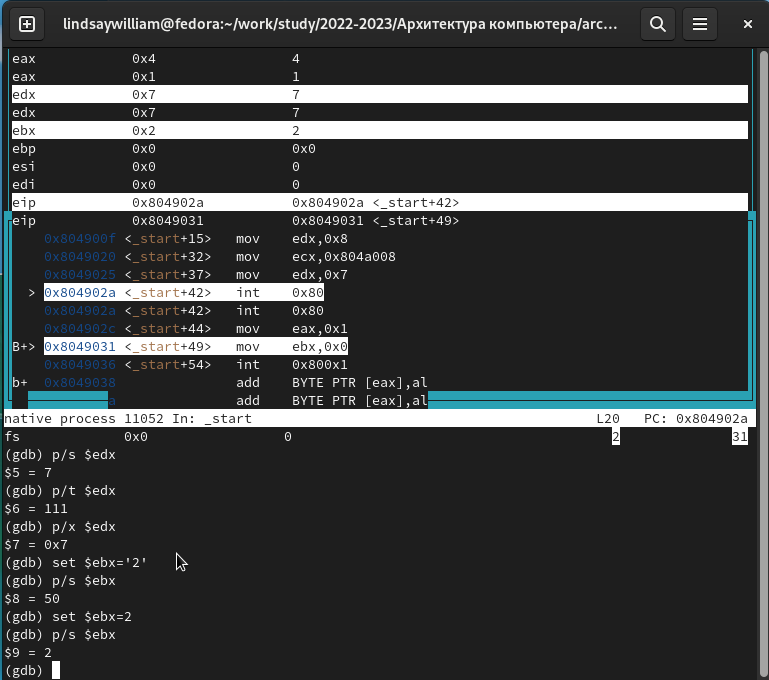 lindsaywilliam@fedora:~/work/study/2022-2023/Архитектура компьютера/arc...
eax 0x4 4
eax 0x1 1
edx 0x7 7
edx 0x7 7
ebx 0x2 2
ebp 0x0 0x0
esi 0x0 0
edi 0x0 0
eip 0x804902a 0x804902a <_start+42>
eip 0x8049031 0x8049031 <_start+49>
0x804900f <_start+15> mov edx,0x8
0x8049020 <_start+32> mov ecx,0x804a008
0x8049025 <_start+37> mov edx,0x7
> 0x804902a <_start+42> int 0x80
0x804902a <_start+42> int 0x80
0x804902c <_start+44> mov eax,0x1
B+> 0x8049031 <_start+49> mov ebx,0x0
0x8049036 <_start+54> int 0x800x1
b+ 0x8049038 add BYTE PTR [eax],al
a add BYTE PTR [eax],al
native process 11052 In: _start L20 PC: 0x804902a
fs 0x0 0 2 31
(gdb) p/s $edx
$5 = 7
(gdb) p/t $edx
$6 = 111
(gdb) p/x $edx
$7 = 0x7
(gdb) set $ebx='2'
(gdb) p/s $ebx
$8 = 50
(gdb) set $ebx=2
(gdb) p/s $ebx
$9 = 2
(gdb)